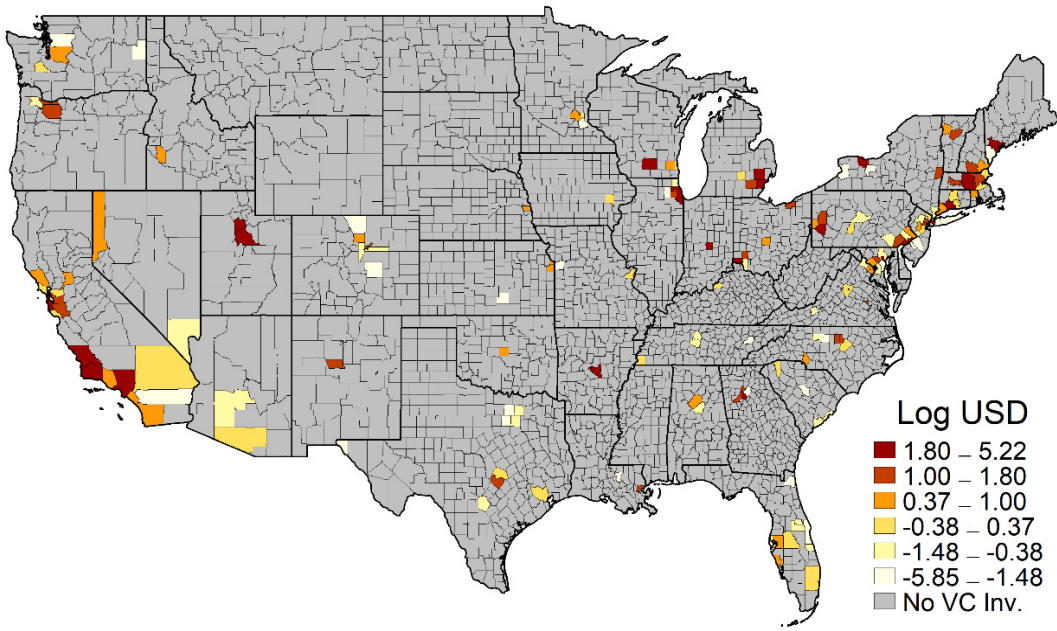 Log USD
1.80 – 5.22
1.00 – 1.80
0.37 – 1.00
-0.38 – 0.37
-1.48 – -0.38
-5.85 – -1.48
No VC Inv.